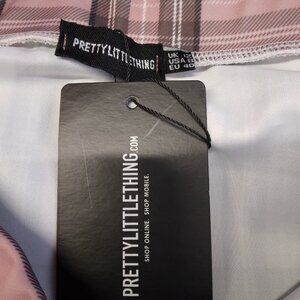 PRETTYLITTLETHING
UK
USA
EU 40
PRETTYLITTLETHING.COM
SHOP ONLINE. SHOP MOBILE.